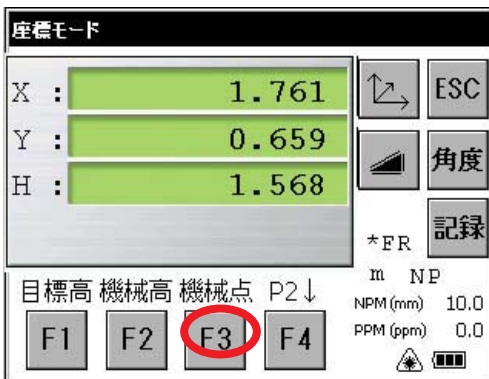 座標モード
X : 1.761
Y : 0.659
H : 1.568
ESC
角度
記録
*FR
m NP
目標高 機械高 機械点 P2↓
F1 F2 F3 F4
NPM (mm) 10.0
PPM (ppm) 0.0